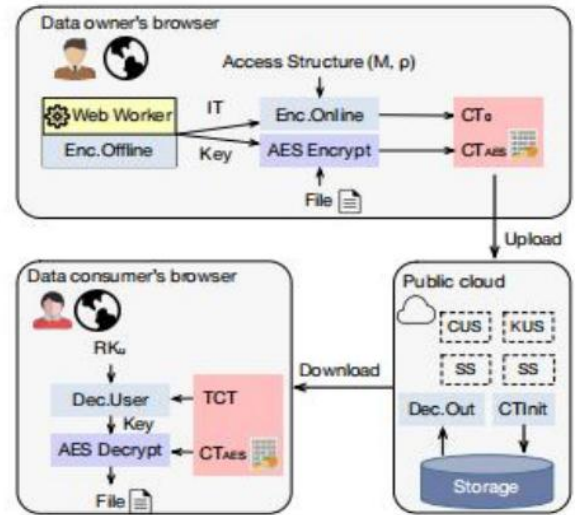 Data owner's browser
Access Structure (M, ρ)
Web Worker
IT
Enc.Online
CT₀
Enc.Offline
Key
AES Encrypt
CTAES
File
Upload
Data consumer's browser
RKᵤ
Dec.User
TCT
Key
AES Decrypt
CTAES
File
Download
Public cloud
CUS
KUS
SS
SS
Dec.Out
CTInit
Storage